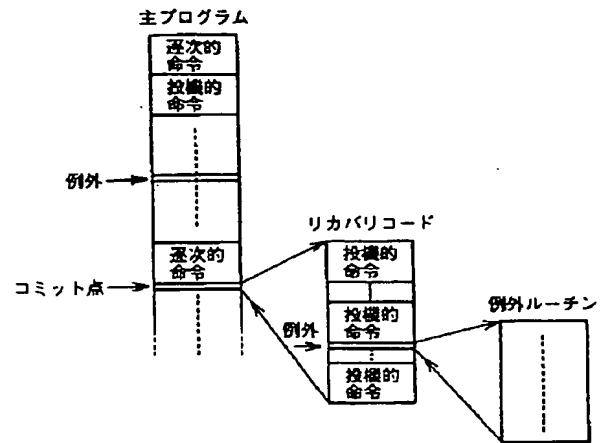 主プログラム
逐次的
命令
投機的
命令
例外
逐次的
命令
コミット点
リカバリコード
投機的
命令
投機的
命令
例外
投機的
命令
例外ルーチン